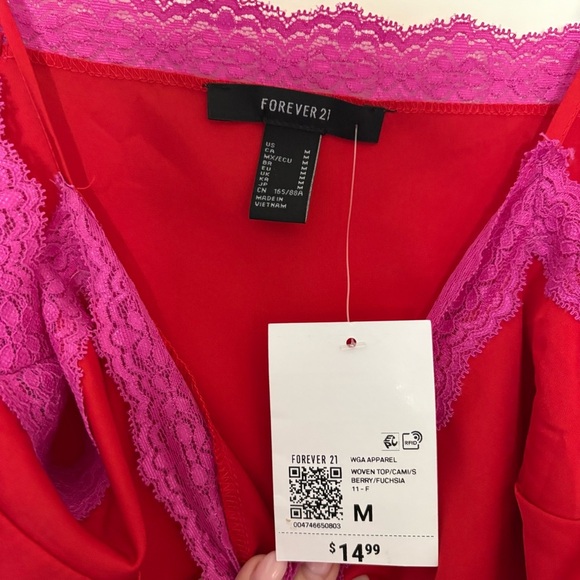 FOREVER 21
US M
CA M
MX/ECU M
BR M
EU M
UK M
KR M
JP M
CN 165/88A
MADE IN
VIETNAM
RFID
FOREVER 21
WGA APPAREL
WOVEN TOP/CAMI/S
BERRY/FUCHSIA
11 - F
M
004746650803
$14.99